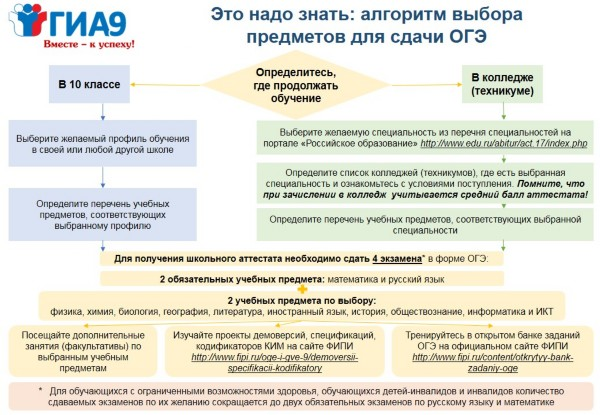 ГИА9
Вместе – к успеху!
Это надо знать: алгоритм выбора
предметов для сдачи ОГЭ
В 10 классе
Определитесь,
где продолжать
обучение
В колледже
(техникуме)
Выберите желаемый профиль обучения
в своей или любой другой школе
Выберите желаемую специальность из перечня специальностей на
портале «Российское образование» http://www.edu.ru/abitur/act.17/index.php
Определите список колледжей (техникумов), где есть выбранная
специальность и ознакомьтесь с условиями поступления. Помните, что
при зачислении в колледж учитывается средний балл аттестата!
Определите перечень учебных
предметов, соответствующих
выбранному профилю
Определите перечень учебных предметов, соответствующих выбранной
специальности
Для получения школьного аттестата необходимо сдать 4 экзамена* в форме ОГЭ:
2 обязательных учебных предмета: математика и русский язык
2 учебных предмета по выбору:
физика, химия, биология, география, литература, иностранный язык, история, обществознание, информатика и ИКТ
Посещайте дополнительные
занятия (факультативы) по
выбранным учебным
предметам
Изучайте проекты демоверсий, спецификаций,
кодификаторов КИМ на сайте ФИПИ
http://www.fipi.ru/oge-i-gve-9/demoversii-
specifikacii-kodifikatory
Тренируйтесь в открытом банке заданий
ОГЭ на официальном сайте ФИПИ
http://www.fipi.ru/content/otkrytyy-bank-
zadaniy-oge
* Для обучающихся с ограниченными возможностями здоровья, обучающихся детей-инвалидов и инвалидов количество
сдаваемых экзаменов по их желанию сокращается до двух обязательных экзаменов по русскому языку и математике